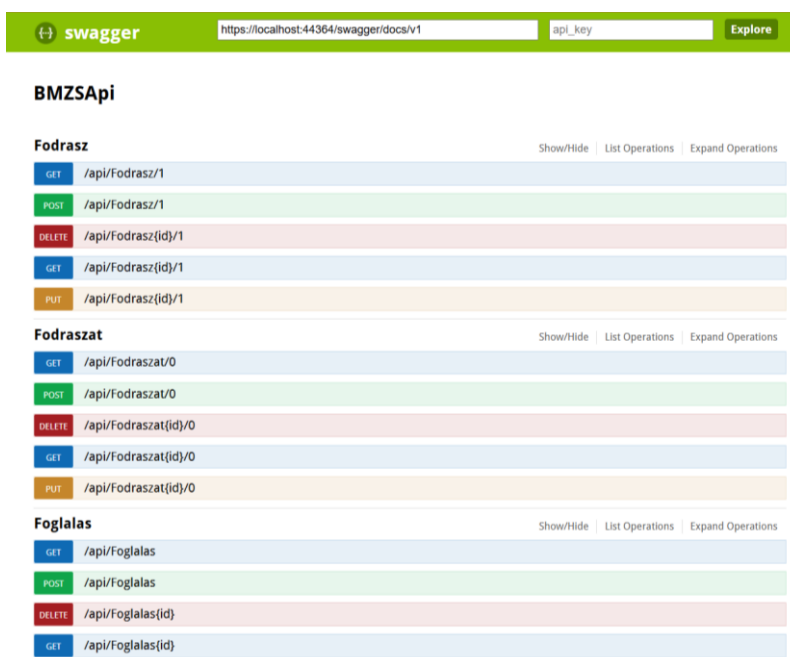 swagger https://localhost:44364/swagger/docs/v1 api_key Explore
BMZSApi
Fodrasz Show/Hide List Operations Expand Operations
GET /api/Fodrasz/1
POST /api/Fodrasz/1
DELETE /api/Fodrasz{id}/1
GET /api/Fodrasz{id}/1
PUT /api/Fodrasz{id}/1
Fodraszat Show/Hide List Operations Expand Operations
GET /api/Fodraszat/0
POST /api/Fodraszat/0
DELETE /api/Fodraszat{id}/0
GET /api/Fodraszat{id}/0
PUT /api/Fodraszat{id}/0
Foglalas Show/Hide List Operations Expand Operations
GET /api/Foglalas
POST /api/Foglalas
DELETE /api/Foglalas{id}
GET /api/Foglalas{id}